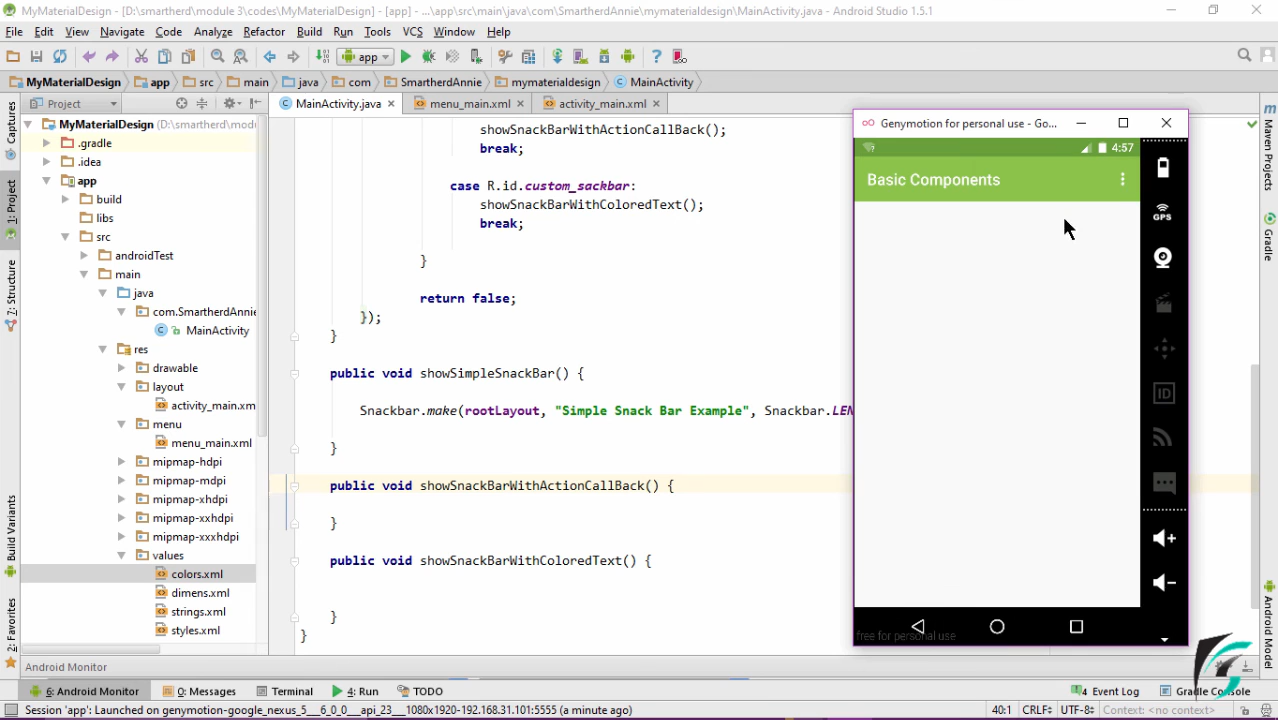 MyMaterialDesign - [D:\smartherd\module 3\codes\MyMaterialDesign] - [app] - ...\app\src\main\java\com\SmartherdAnnie\mymaterialdesign\MainActivity.java - Android Studio 1.5.1
File Edit View Navigate Code Analyze Refactor Build Run Tools VCS Window Help
app
MyMaterialDesign app src main java com SmartherdAnnie mymaterialdesign MainActivity
Project
MainActivity.java menu_main.xml activity_main.xml
MyMaterialDesign (D:\smartherd\modu
.gradle
.idea
app
build
libs
src
androidTest
main
java
com.SmartherdAnnie
MainActivity
res
drawable
layout
activity_main.xm
menu
menu_main.xml
mipmap-hdpi
mipmap-mdpi
mipmap-xhdpi
mipmap-xxhdpi
mipmap-xxxhdpi
values
colors.xml
dimens.xml
strings.xml
styles.xml
Captures
1: Project
7: Structure
Build Variants
2: Favorites
showSnackBarWithActionCallBack();
break;
case R.id.custom_sackbar:
showSnackBarWithColoredText();
break;
}
return false;
});
}
public void showSimpleSnackBar() {
Snackbar.make(rootLayout, "Simple Snack Bar Example", Snackbar.LEN
}
public void showSnackBarWithActionCallBack() {
}
public void showSnackBarWithColoredText() {
}
}
Genymotion for personal use - Go...
4:57
Basic Components
GPS
ID
free for personal use
Maven Projects
Gradle
Android Model
Android Monitor
6: Android Monitor 0: Messages Terminal 4: Run TODO
4 Event Log Gradle Console
Session 'app': Launched on genymotion-google_nexus_5___6_0_0___api_23___1080x1920-192.168.31.101:5555 (a minute ago)
40:1 CRLF÷ UTF-8÷ Context: <no context>